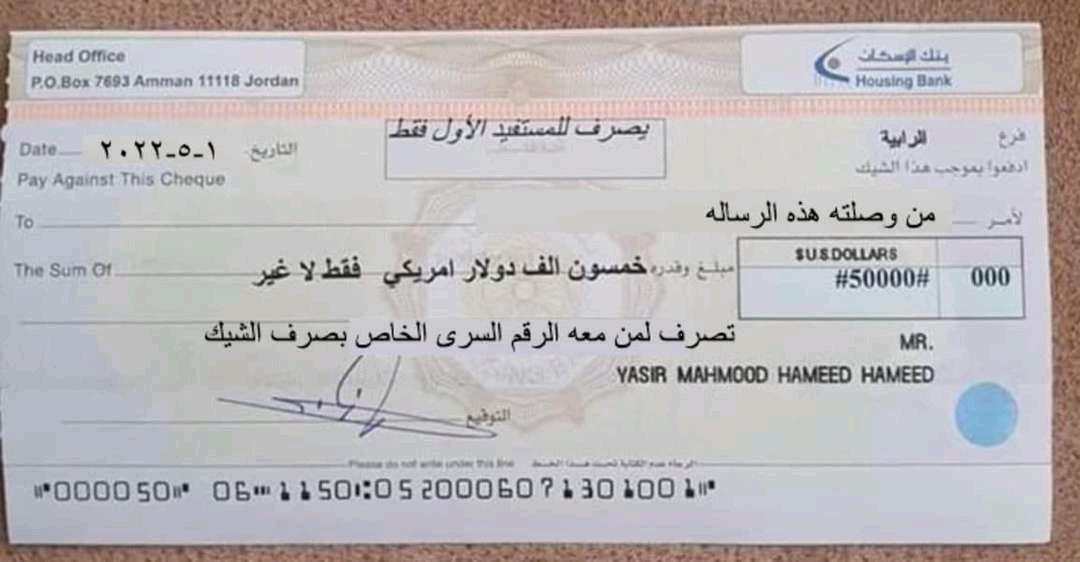 Head Office
P.O.Box 7693 Amman 11118 Jordan
بنك الإسكان
Housing Bank
يصرف للمستفيد الأول فقط
فرع الرابية
Date ٢٠٢٢-٥-١ التاريخ
ادفعوا بموجب هذا الشيك
Pay Against This Cheque
لأمر من وصلته هذه الرساله
To
$U.S.DOLLARS
The Sum Of مبلغ وقدره خمسون الف دولار امريكي فقط لا غير
#50000# 000
تصرف لمن معه الرقم السرى الخاص بصرف الشيك
MR.
YASIR MAHMOOD HAMEED HAMEED
التوقيع
Please do not write under this line الرجاء عدم الكتابة تحت هذا الخط
⑈000050⑈ 06⑉1150⑆0520006071301001⑈